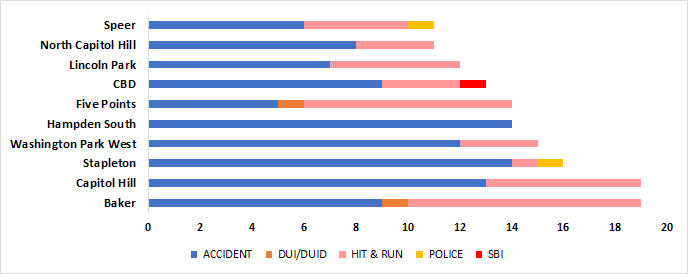 Speer
North Capitol Hill
Lincoln Park
CBD
Five Points
Hampden South
Washington Park West
Stapleton
Capitol Hill
Baker
0 2 4 6 8 10 12 14 16 18 20
ACCIDENT DUI/DUID HIT & RUN POLICE SBI